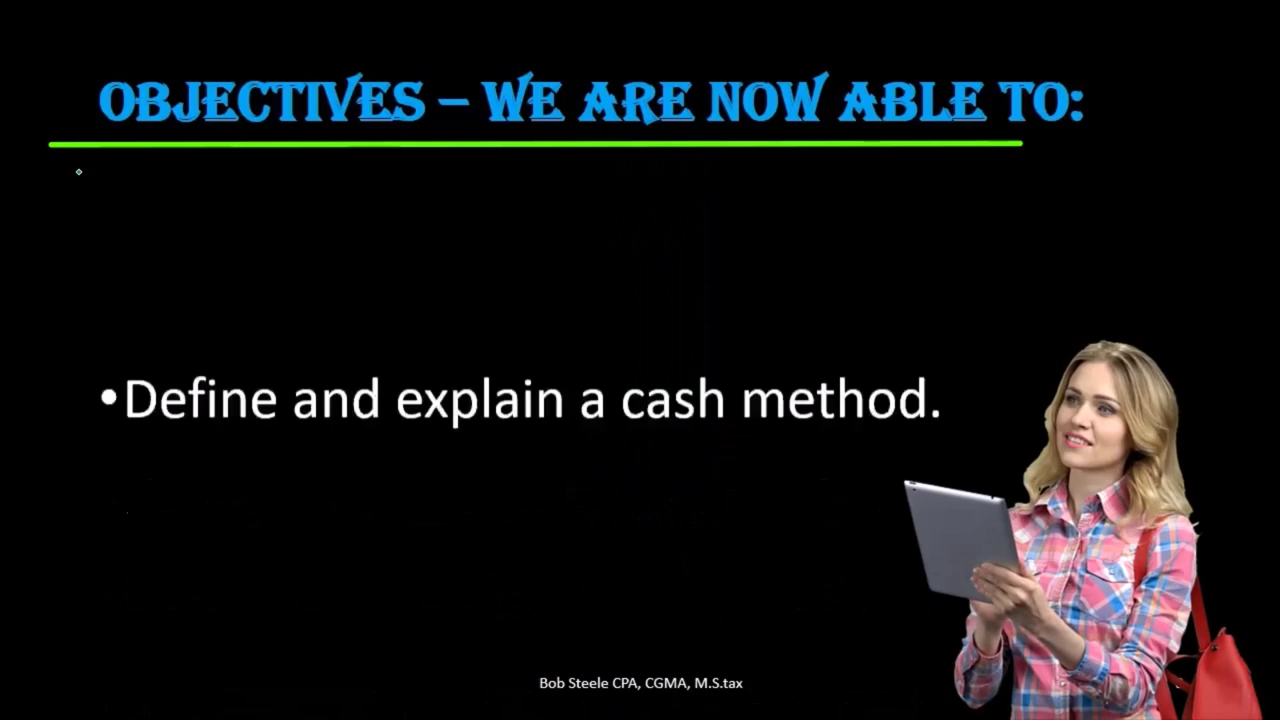 OBJECTIVES – WE ARE NOW ABLE TO:
•Define and explain a cash method.
Bob Steele CPA, CGMA, M.S.tax